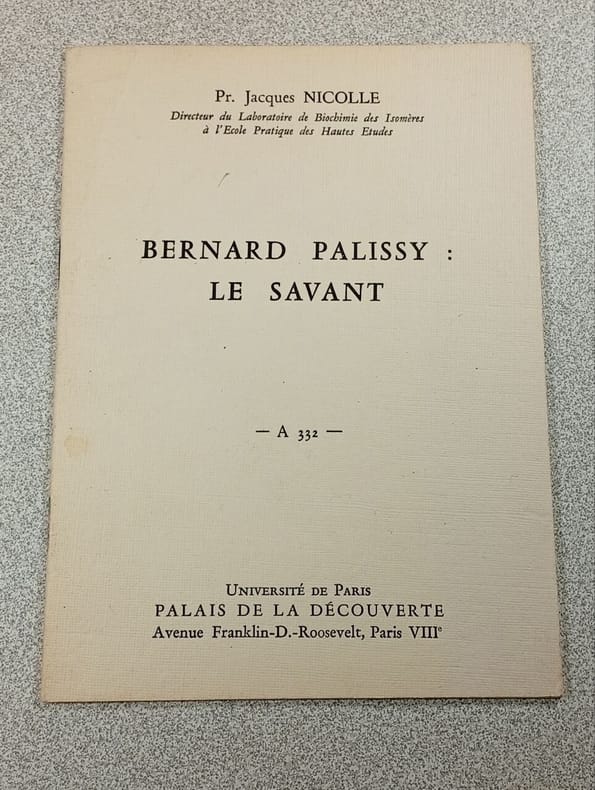 Pr. Jacques NICOLLE
Directeur du Laboratoire de Biochimie des Isomères
à l'Ecole Pratique des Hautes Etudes
BERNARD PALISSY :
LE SAVANT
— A 332 —
UNIVERSITÉ DE PARIS
PALAIS DE LA DÉCOUVERTE
Avenue Franklin-D.-Roosevelt, Paris VIIIe